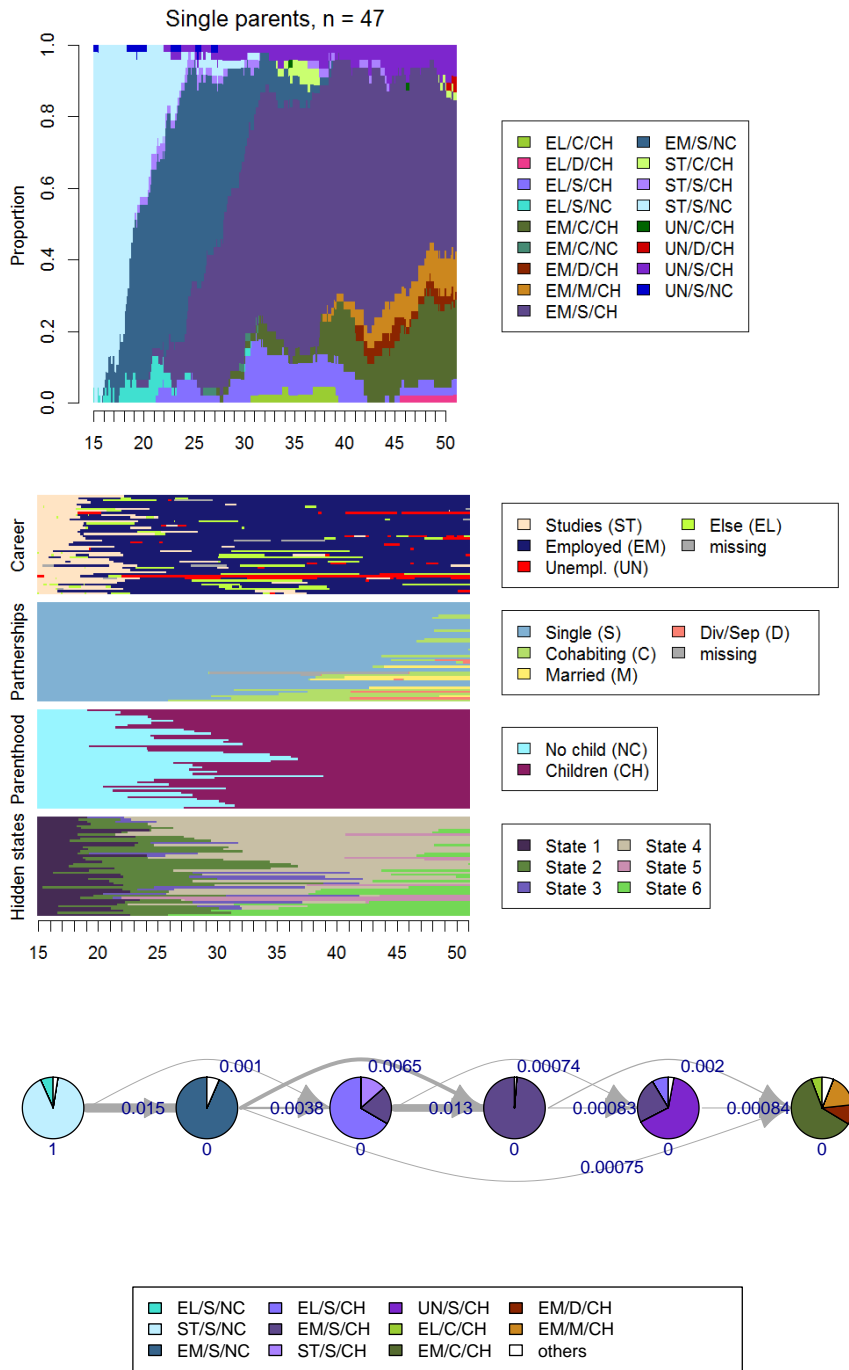 Single parents, n = 47
Proportion
1.0
0.8
0.6
0.4
0.2
0.0
15 20 25 30 35 40 45 50
EL/C/CH EM/S/NC
EL/D/CH ST/C/CH
EL/S/CH ST/S/CH
EL/S/NC ST/S/NC
EM/C/CH UN/C/CH
EM/C/NC UN/D/CH
EM/D/CH UN/S/CH
EM/M/CH UN/S/NC
EM/S/CH
Career
Studies (ST) Else (EL)
Employed (EM) missing
Unempl. (UN)
Partnerships
Single (S) Div/Sep (D)
Cohabiting (C) missing
Married (M)
Parenthood
No child (NC)
Children (CH)
Hidden states
State 1 State 4
State 2 State 5
State 3 State 6
15 20 25 30 35 40 45 50
0.001 0.0065 0.00074 0.002
0.015 0.0038 0.013 0.00083 0.00084
1 0 0 0 0 0
0.00075
EL/S/NC EL/S/CH UN/S/CH EM/D/CH
ST/S/NC EM/S/CH EL/C/CH EM/M/CH
EM/S/NC ST/S/CH EM/C/CH others